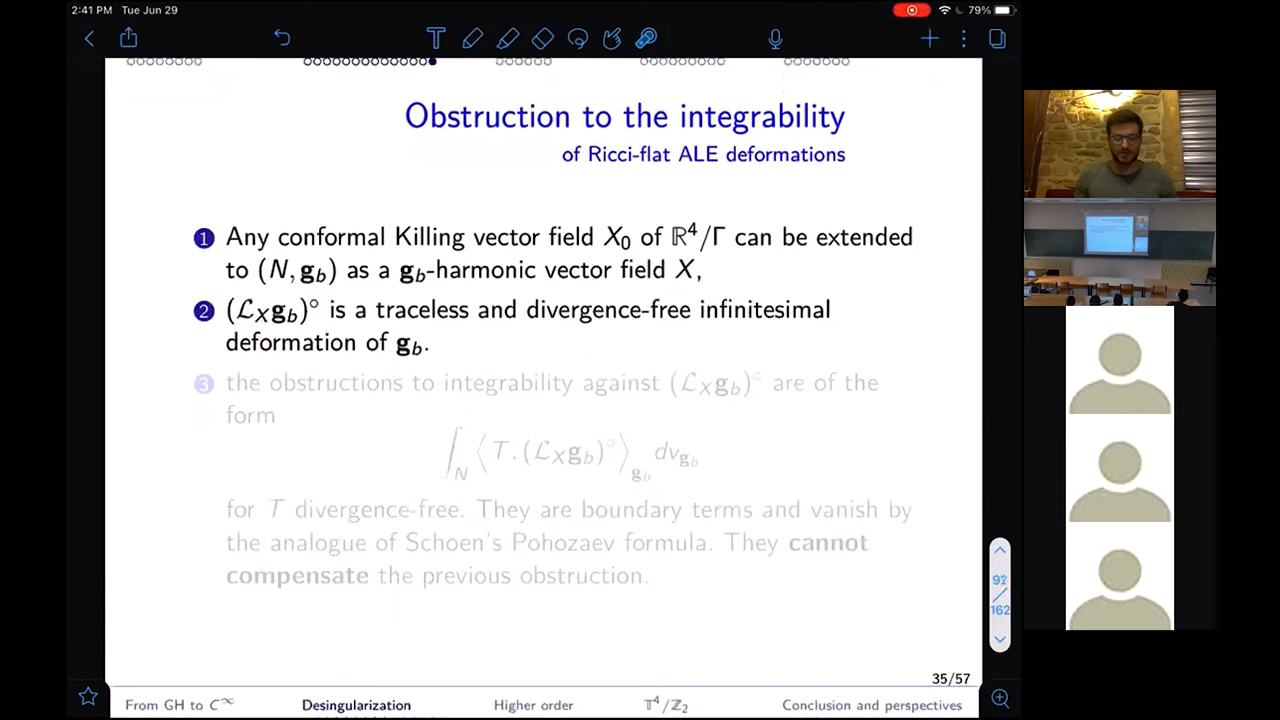 2:41 PM Tue Jun 29
79%
Obstruction to the integrability
of Ricci-flat ALE deformations
1 Any conformal Killing vector field X₀ of ℝ⁴/Γ can be extended
to (N, g_b) as a g_b-harmonic vector field X,
2 (ℒ_X g_b)° is a traceless and divergence-free infinitesimal
deformation of g_b.
3 the obstructions to integrability against (ℒ_X g_b)° are of the
form
∫_N ⟨T.(ℒ_X g_b)°⟩_{g_b} dv_{g_b}
for T divergence-free. They are boundary terms and vanish by
the analogue of Schoen's Pohozaev formula. They cannot
compensate the previous obstruction.
92
162
35/57
From GH to C^∞ Desingularization Higher order 𝕋⁴/ℤ₂ Conclusion and perspectives